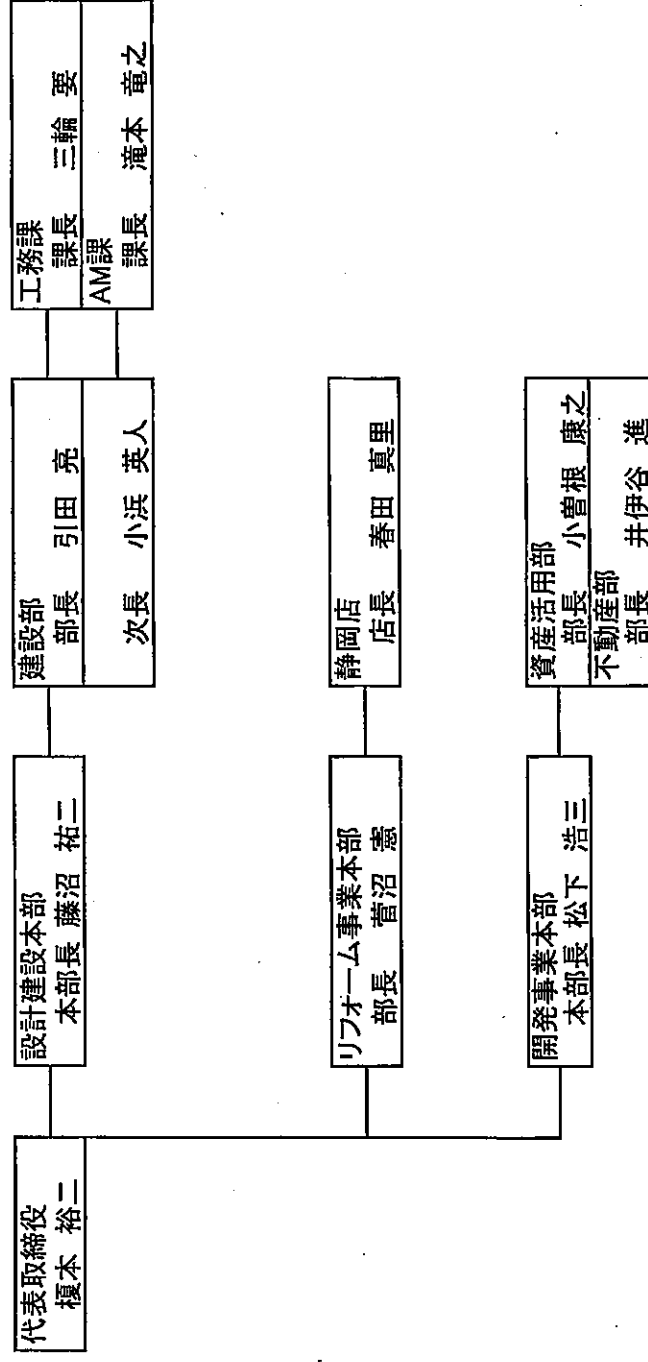 代表取締役
榎本 裕二
設計建設本部
本部長 藤沼 祐二
建設部
部長 引田 亮
次長 小浜 英人
工務課
課長 三輪 要
AM課
課長 滝本 竜之
リフォーム事業本部
部長 菅沼 憲
静岡店
店長 春田 真里
開発事業本部
本部長 松下 浩三
資産活用部
部長 小曽根 康之
不動産部
部長 井伊谷 進